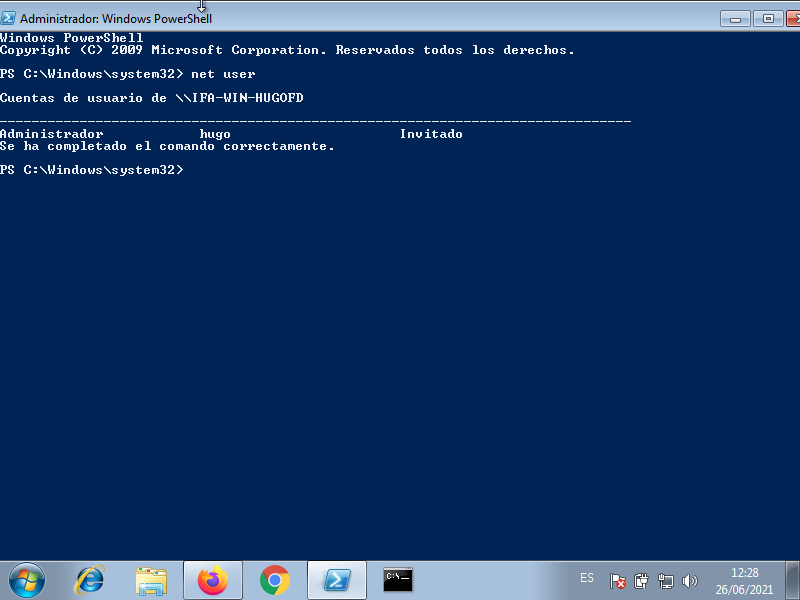 Administrador: Windows PowerShell
Windows PowerShell
Copyright (C) 2009 Microsoft Corporation. Reservados todos los derechos.
PS C:\Windows\system32> net user
Cuentas de usuario de \\IFA-WIN-HUGOFD
-------------------------------------------------------------------------------
Administrador            hugo                     Invitado
Se ha completado el comando correctamente.
PS C:\Windows\system32>
C:\_
ES
12:28
26/06/2021